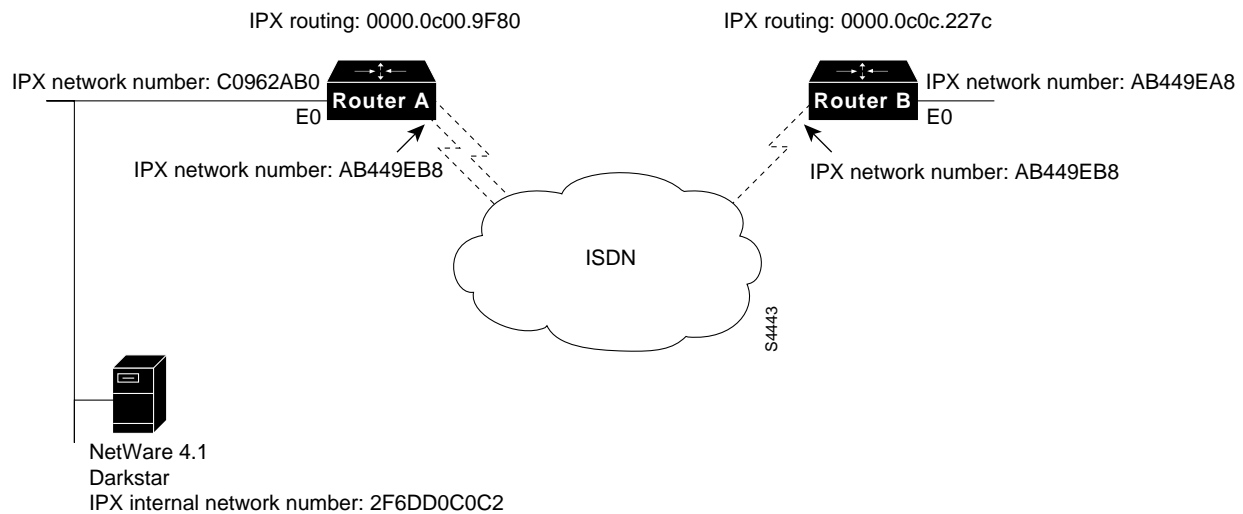 IPX routing: 0000.0c00.9F80
IPX routing: 0000.0c0c.227c
IPX network number: C0962AB0
Router A
E0
Router B
IPX network number: AB449EA8
E0
IPX network number: AB449EB8
IPX network number: AB449EB8
ISDN
S4443
NetWare 4.1
Darkstar
IPX internal network number: 2F6DD0C0C2